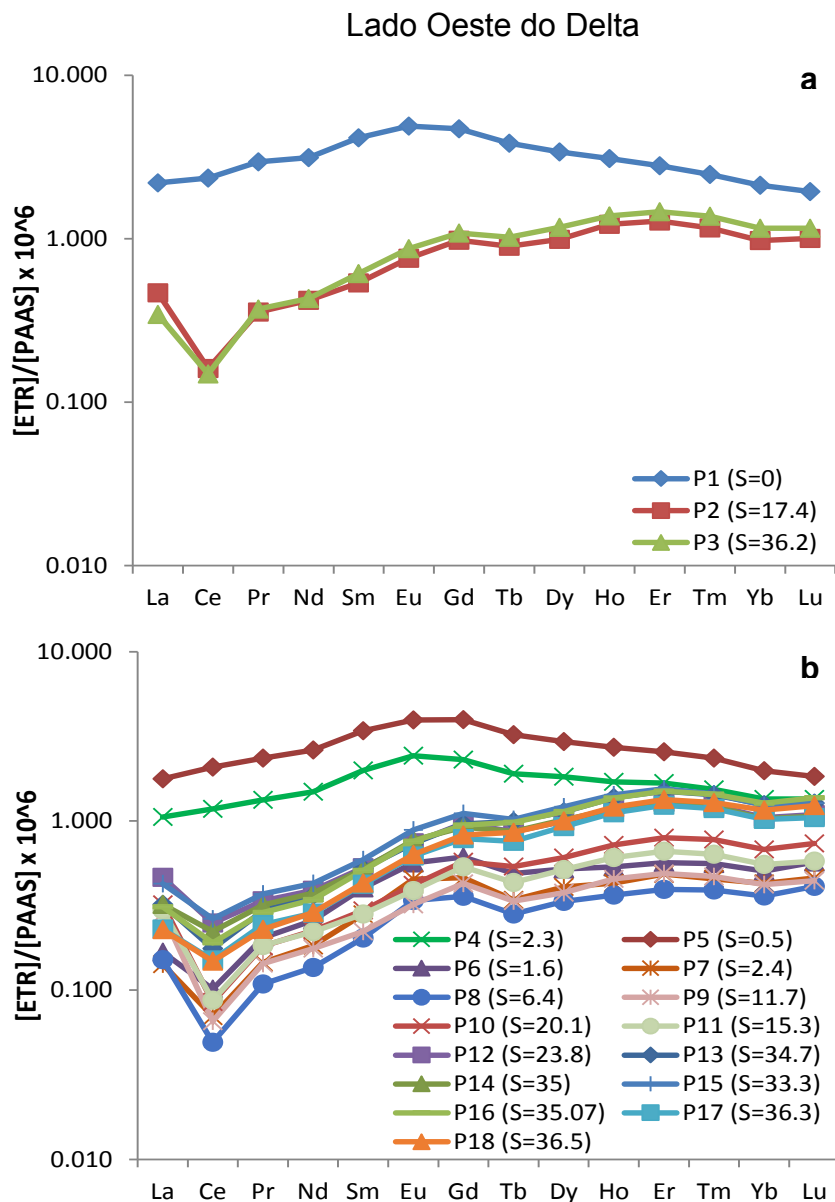 Lado Oeste do Delta
a
10.000
1.000
0.100
0.010
[ETR]/[PAAS] x 10^6
P1 (S=0)
P2 (S=17.4)
P3 (S=36.2)
La Ce Pr Nd Sm Eu Gd Tb Dy Ho Er Tm Yb Lu
b
10.000
1.000
0.100
0.010
[ETR]/[PAAS] x 10^6
P4 (S=2.3) P5 (S=0.5)
P6 (S=1.6) P7 (S=2.4)
P8 (S=6.4) P9 (S=11.7)
P10 (S=20.1) P11 (S=15.3)
P12 (S=23.8) P13 (S=34.7)
P14 (S=35) P15 (S=33.3)
P16 (S=35.07) P17 (S=36.3)
P18 (S=36.5)
La Ce Pr Nd Sm Eu Gd Tb Dy Ho Er Tm Yb Lu